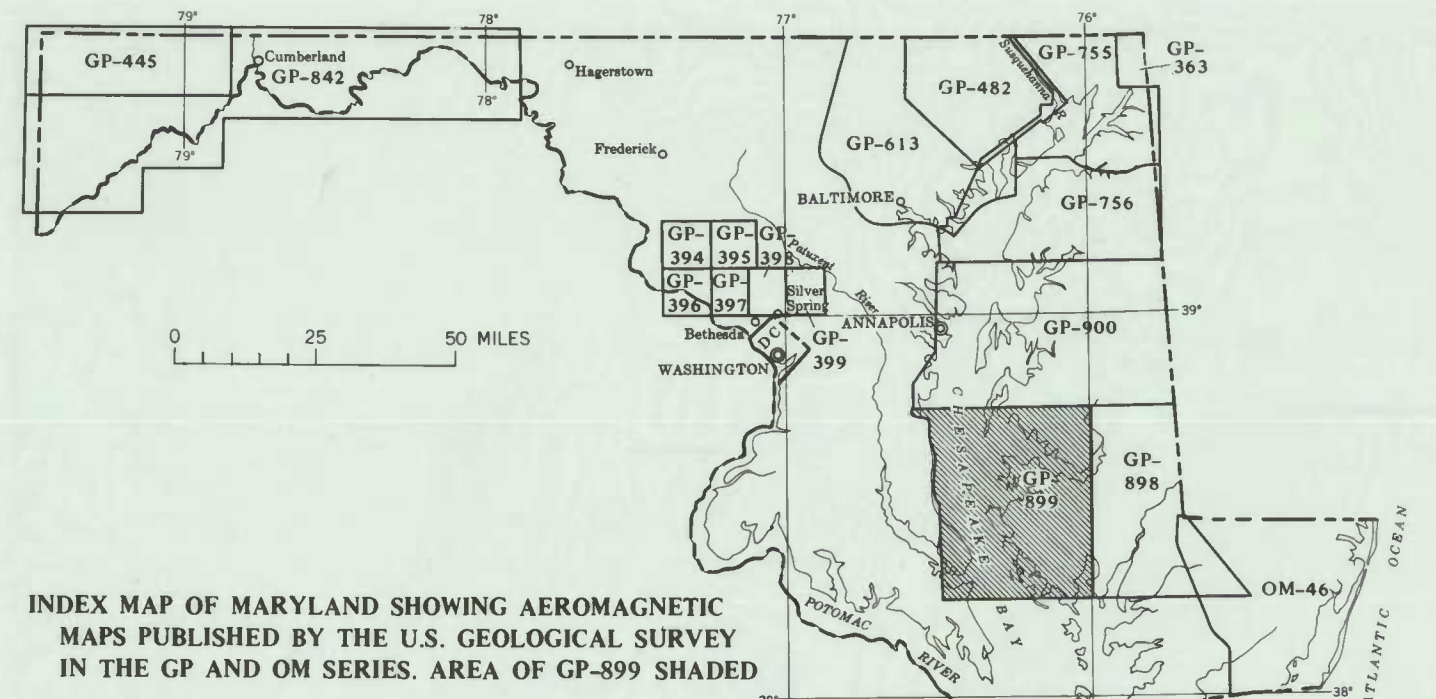 79°
78°
77°
76°
GP-445
Cumberland
GP-842
78°
79°
Hagerstown
Frederick
GP-482
Susquehanna R
GP-755
GP-
363
GP-613
BALTIMORE
GP-756
GP-
394
GP-
395
GP-
398
GP-
396
GP-
397
Silver
Spring
Patuxent
River
Bethesda
DC
WASHINGTON
GP-
399
ANNAPOLIS
GP-900
39°
0 25 50 MILES
CHESAPEAKE
BAY
GP-
899
GP-
898
OM-46
POTOMAC
RIVER
ATLANTIC
OCEAN
38°
38°
INDEX MAP OF MARYLAND SHOWING AEROMAGNETIC
MAPS PUBLISHED BY THE U.S. GEOLOGICAL SURVEY
IN THE GP AND OM SERIES. AREA OF GP-899 SHADED